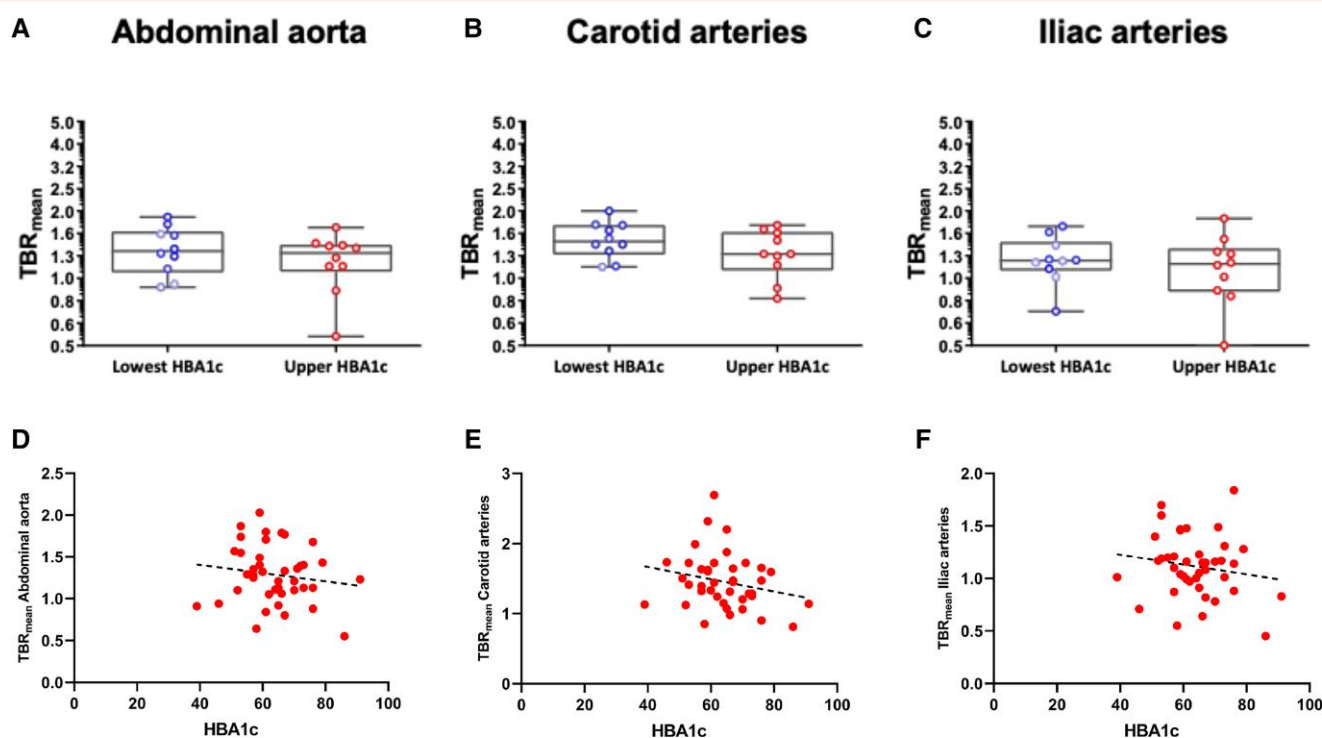 A
Abdominal aorta
B
Carotid arteries
C
Iliac arteries
TBRmean
5.0
4.0
3.2
2.5
2.0
1.6
1.3
1.0
0.8
0.6
0.5
Lowest HBA1c
Upper HBA1c
TBRmean
5.0
4.0
3.2
2.5
2.0
1.6
1.3
1.0
0.8
0.6
0.5
Lowest HBA1c
Upper HBA1c
TBRmean
5.0
4.0
3.2
2.5
2.0
1.6
1.3
1.0
0.8
0.6
0.5
Lowest HBA1c
Upper HBA1c
D
TBRmean Abdominal aorta
2.5
2.0
1.5
1.0
0.5
0.0
0 20 40 60 80 100
HBA1c
E
TBRmean Carotid arteries
3
2
1
0
0 20 40 60 80 100
HBA1c
F
TBRmean Iliac arteries
2.0
1.5
1.0
0.5
0.0
0 20 40 60 80 100
HBA1c